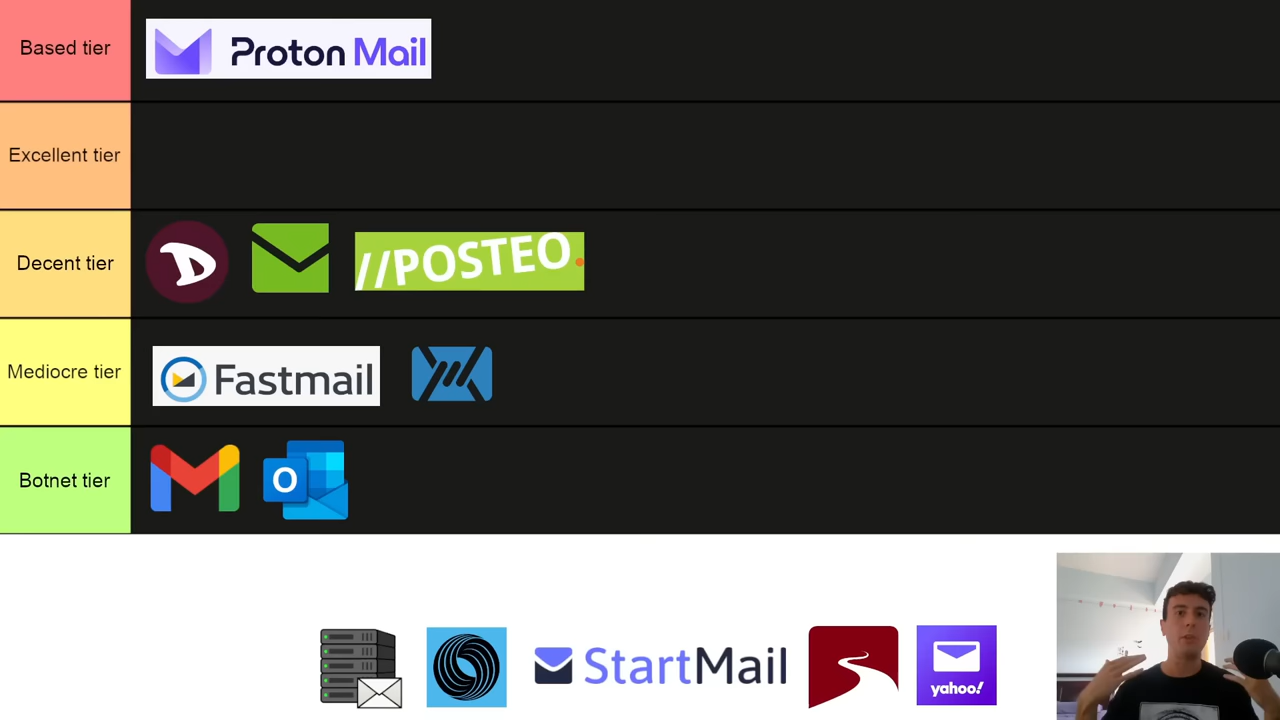 Based tier
Proton Mail
Excellent tier
Decent tier
D
//POSTEO.
Mediocre tier
Fastmail
Botnet tier
O
StartMail
yahoo!